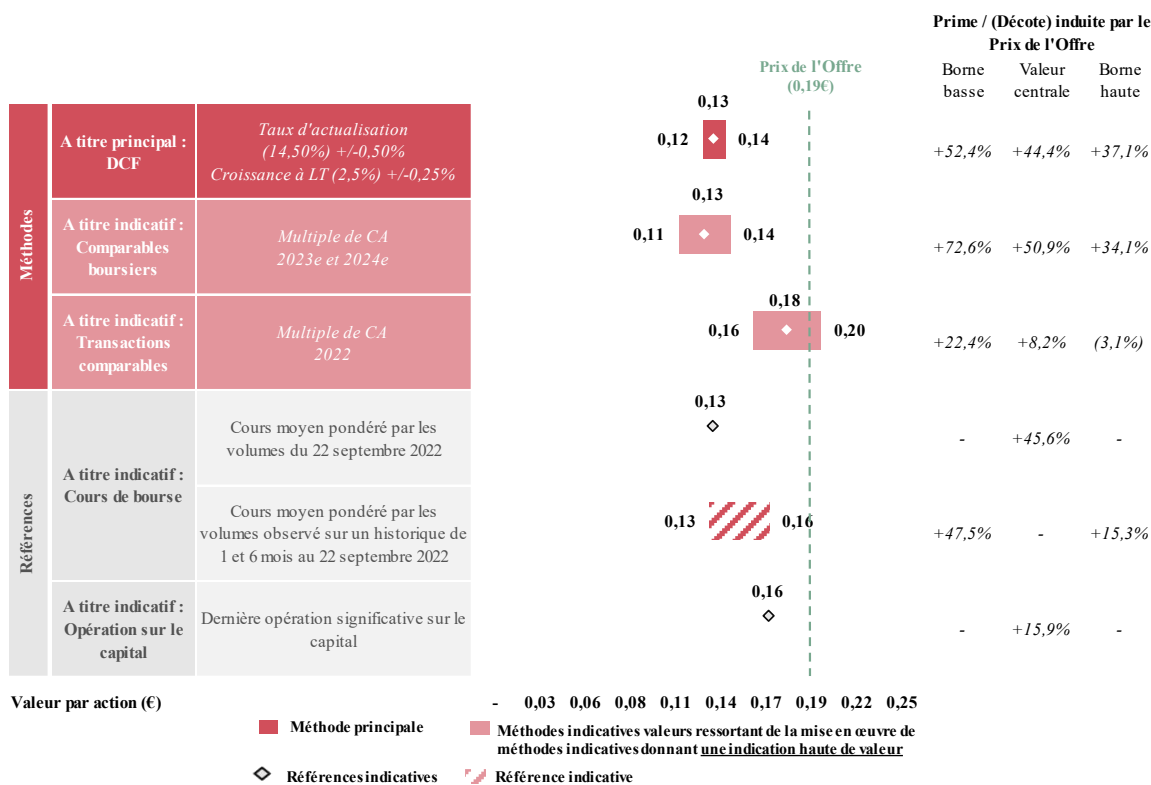 Prime / (Décote) induite par le
Prix de l'Offre
Prix de l'Offre
(0,19€)
Borne
basse
Valeur
centrale
Borne
haute
Méthodes
A titre principal :
DCF
Taux d'actualisation
(14,50%) +/-0,50%
Croissance à LT (2,5%) +/-0,25%
0,13
0,12
0,14
+52,4% +44,4% +37,1%
A titre indicatif :
Comparables
boursiers
Multiple de CA
2023e et 2024e
0,13
0,11
0,14
+72,6% +50,9% +34,1%
A titre indicatif :
Transactions
comparables
Multiple de CA
2022
0,18
0,16
0,20
+22,4% +8,2% (3,1%)
Références
A titre indicatif :
Cours de bourse
Cours moyen pondéré par les
volumes du 22 septembre 2022
0,13
- +45,6% -
Cours moyen pondéré par les
volumes observé sur un historique de
1 et 6 mois au 22 septembre 2022
0,13
0,16
+47,5% - +15,3%
A titre indicatif :
Opération sur le
capital
Dernière opération significative sur le
capital
0,16
- +15,9% -
Valeur par action (€)
- 0,03 0,06 0,08 0,11 0,14 0,17 0,19 0,22 0,25
Méthode principale
Méthodes indicatives valeurs ressortant de la mise en œuvre de
méthodes indicatives donnant une indication haute de valeur
Références indicatives
Référence indicative